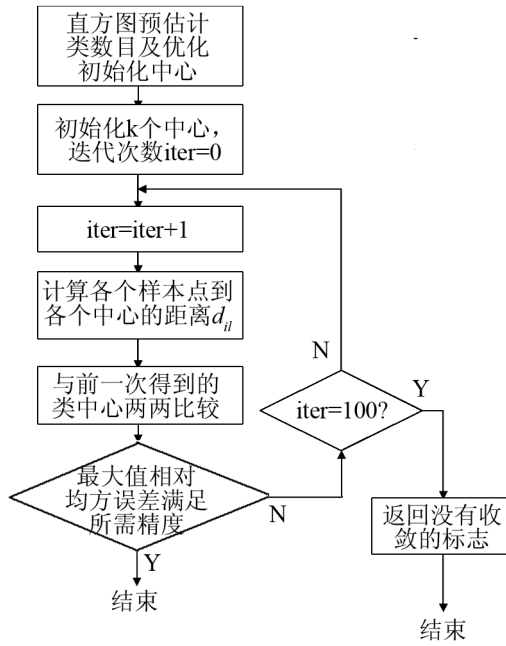 直方图预估计
类数目及优化
初始化中心
初始化k个中心，
迭代次数iter=0
iter=iter+1
计算各个样本点到
各个中心的距离d_il
与前一次得到的
类中心两两比较
最大值相对
均方误差满足
所需精度
Y
结束
N
iter=100?
N
Y
返回没有收
敛的标志
结束